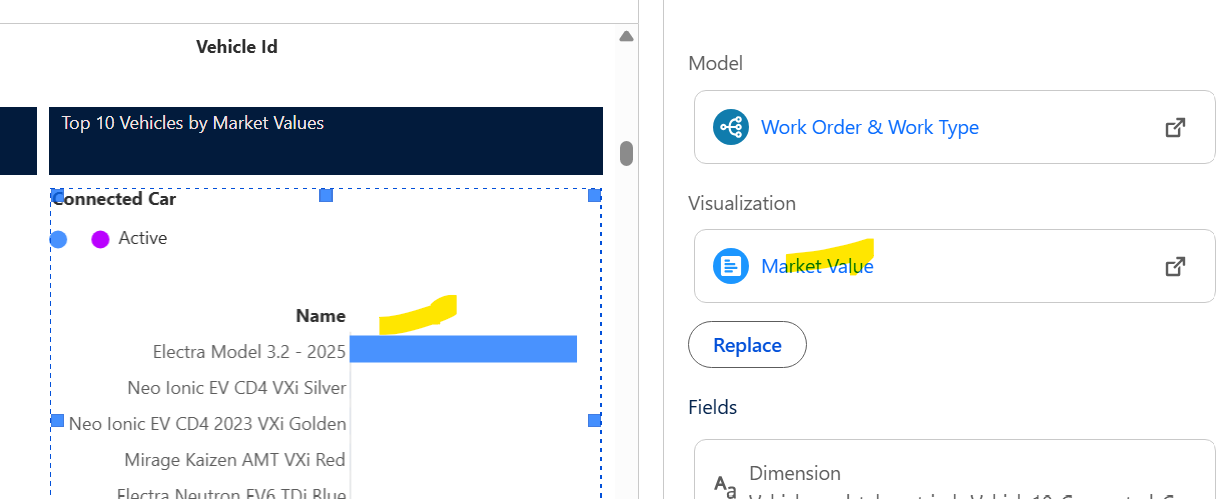 Vehicle Id
Top 10 Vehicles by Market Values
Connected Car
Active
Name
Electra Model 3.2 - 2025
Neo Ionic EV CD4 VXi Silver
Neo Ionic EV CD4 2023 VXi Golden
Mirage Kaizen AMT VXi Red
Electra Neutron EV6 TDi Blue
Model
Work Order & Work Type
Visualization
Market Value
Replace
Fields
Aa
Dimension